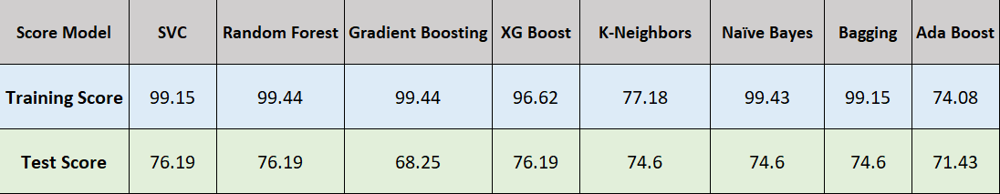 Score Model SVC Random Forest Gradient Boosting XG Boost K-Neighbors Naïve Bayes Bagging Ada Boost
Training Score 99.15 99.44 99.44 96.62 77.18 99.43 99.15 74.08
Test Score 76.19 76.19 68.25 76.19 74.6 74.6 74.6 71.43